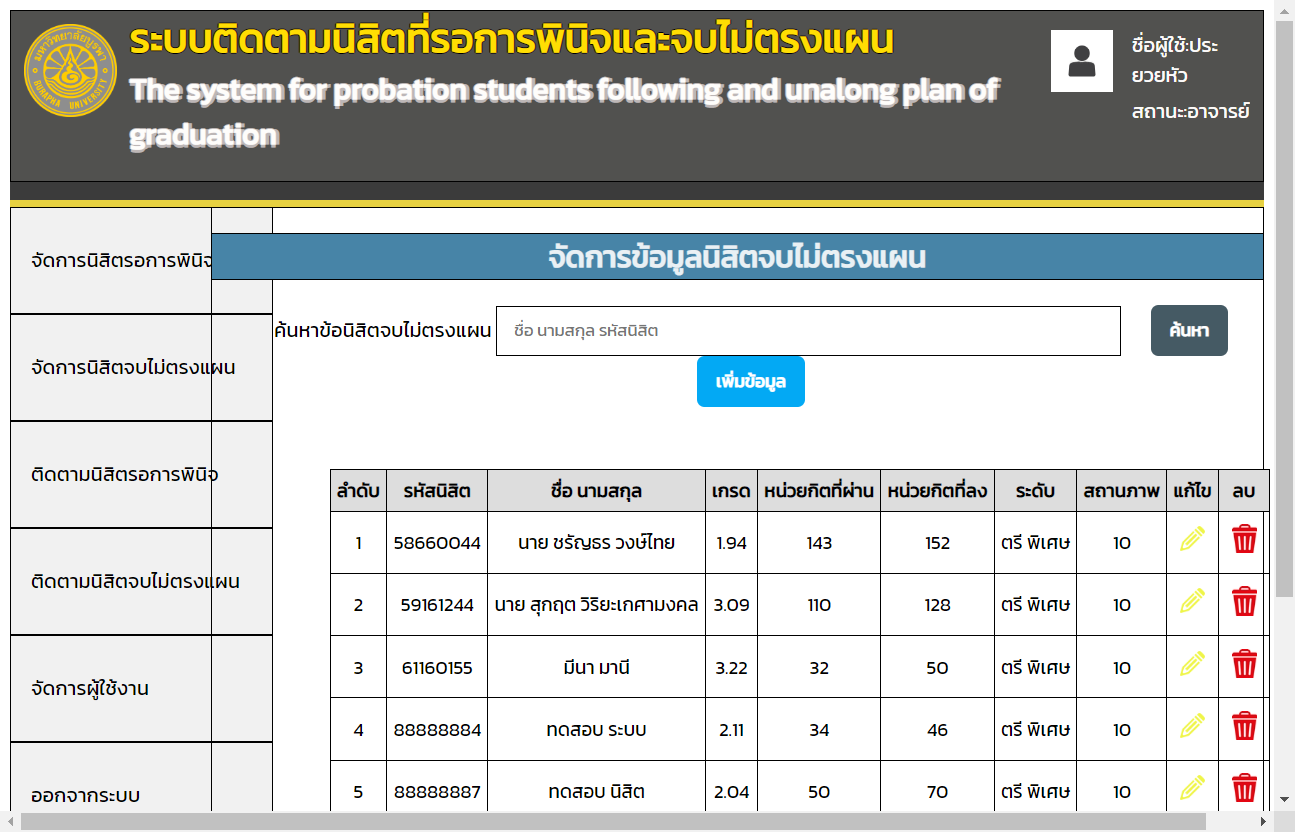 ระบบติดตามนิสิตที่รอการพินิจและจบไม่ตรงแผน
The system for probation students following and unalong plan of
graduation
ชื่อผู้ใช้:ประ
ยวยหัว
สถานะ:อาจารย์
มหาวิทยาลัยบูรพา
BURAPHA UNIVERSITY
จัดการนิสิตรอการพินิจ
จัดการนิสิตจบไม่ตรงแผน
ติดตามนิสิตรอการพินิจ
ติดตามนิสิตจบไม่ตรงแผน
จัดการผู้ใช้งาน
ออกจากระบบ
จัดการข้อมูลนิสิตจบไม่ตรงแผน
ค้นหาข้อนิสิตจบไม่ตรงแผน ชื่อ นามสกุล รหัสนิสิต ค้นหา
เพิ่มข้อมูล
ลำดับ รหัสนิสิต ชื่อ นามสกุล เกรด หน่วยกิตที่ผ่าน หน่วยกิตที่ลง ระดับ สถานภาพ แก้ไข ลบ
1 58660044 นาย ชรัญธร วงษ์ไทย 1.94 143 152 ตรี พิเศษ 10
2 59161244 นาย สุกฤต วิริยะเกศามงคล 3.09 110 128 ตรี พิเศษ 10
3 61160155 มีนา มานี 3.22 32 50 ตรี พิเศษ 10
4 88888884 ทดสอบ ระบบ 2.11 34 46 ตรี พิเศษ 10
5 88888887 ทดสอบ นิสิต 2.04 50 70 ตรี พิเศษ 10